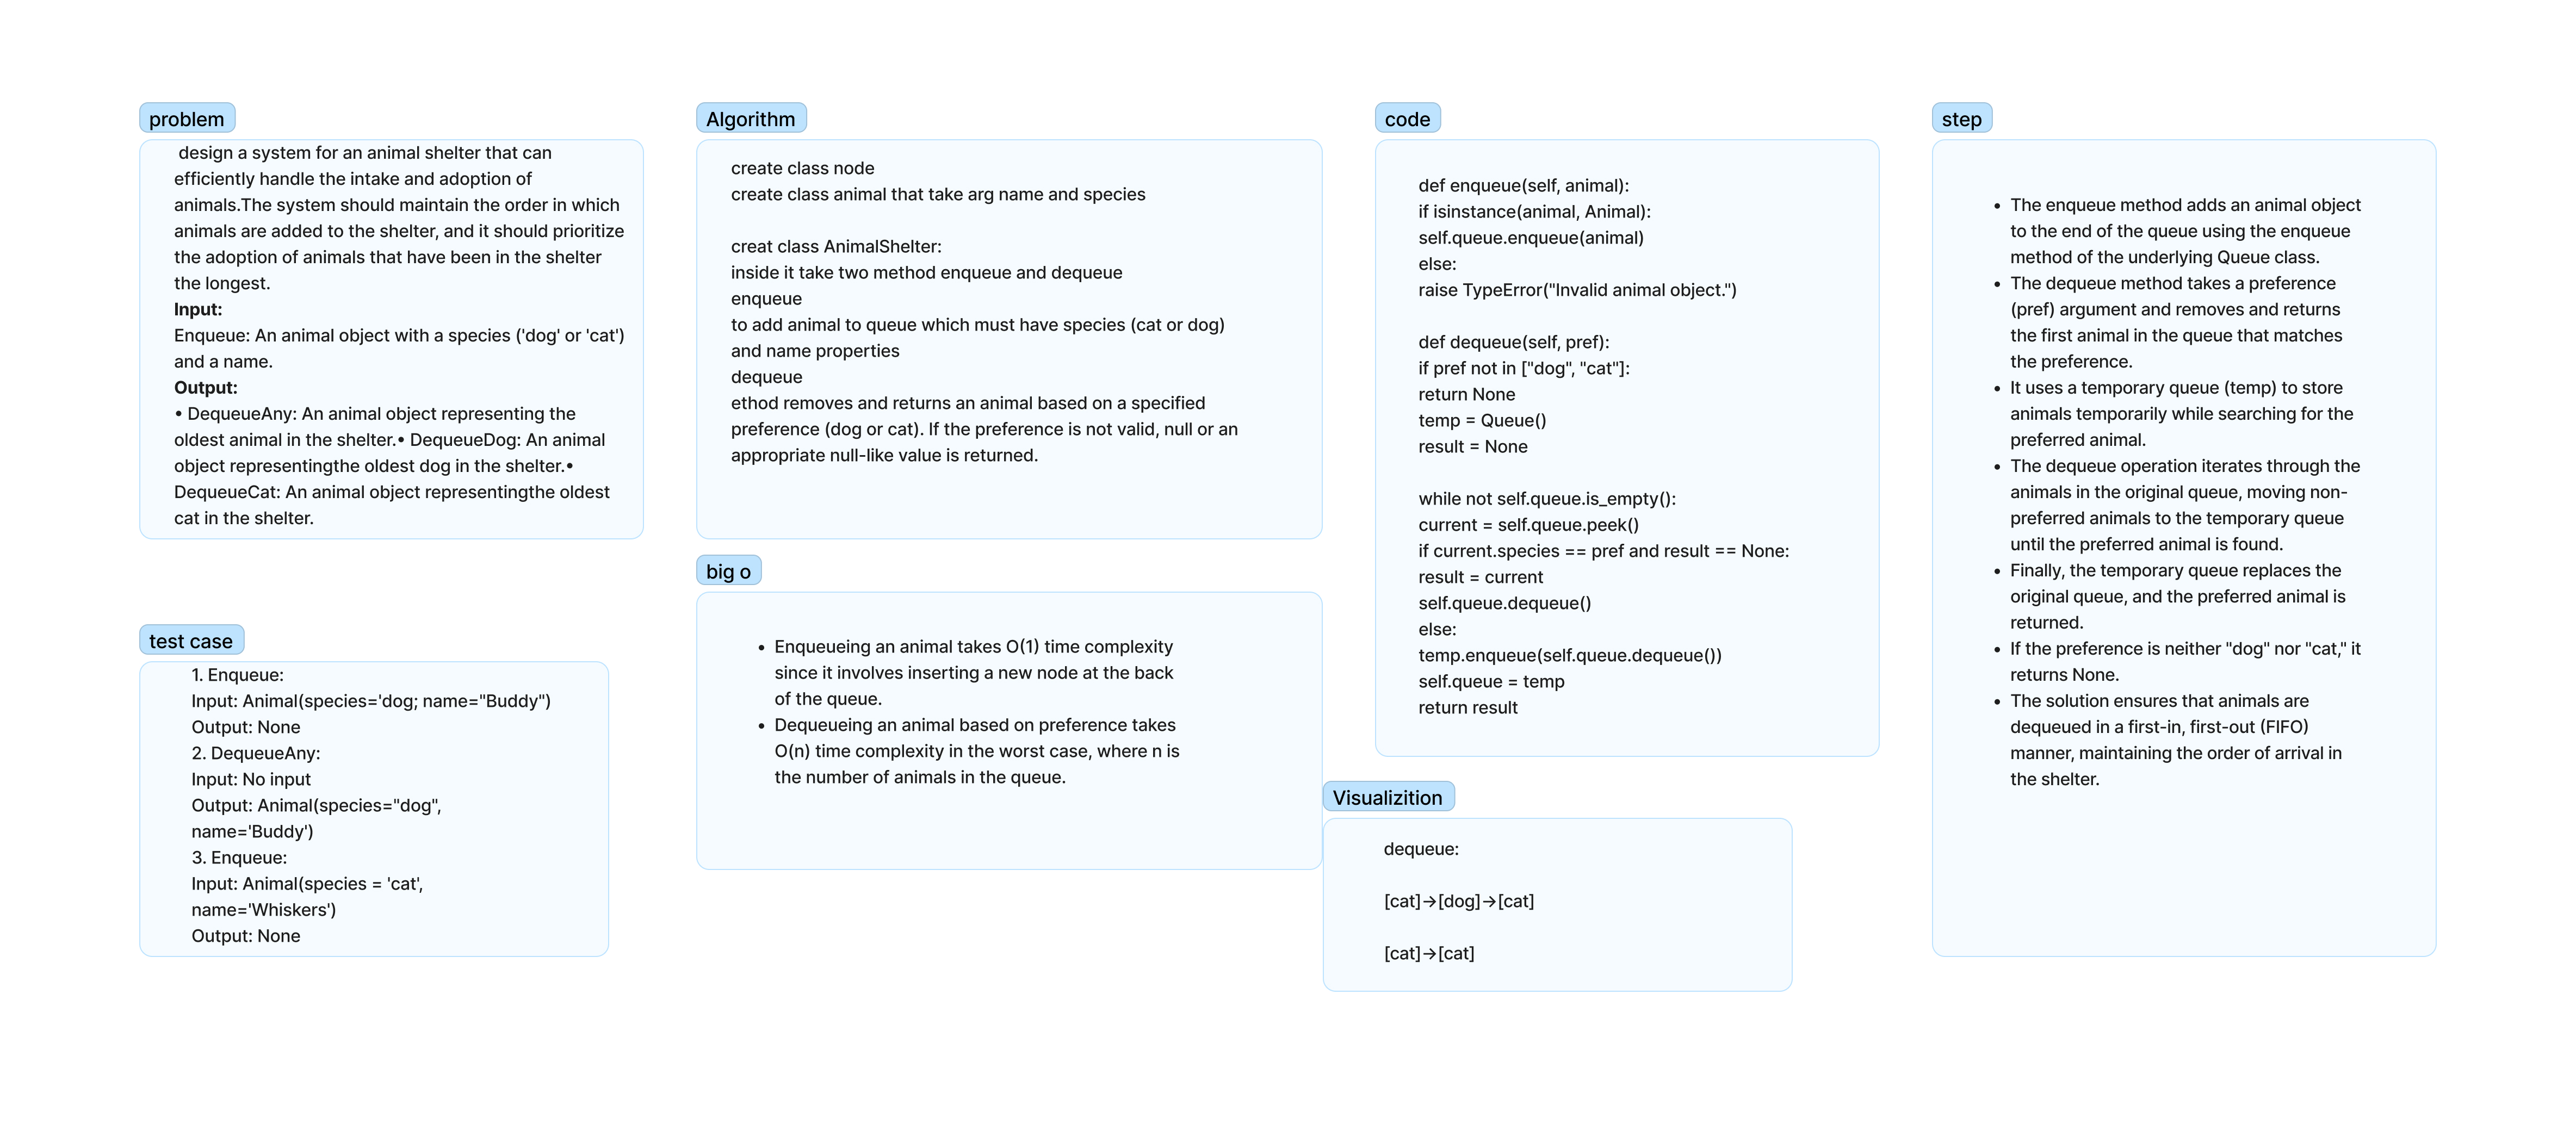 problem
design a system for an animal shelter that can
efficiently handle the intake and adoption of
animals.The system should maintain the order in which
animals are added to the shelter, and it should prioritize
the adoption of animals that have been in the shelter
the longest.
Input:
Enqueue: An animal object with a species ('dog' or 'cat')
and a name.
Output:
• DequeueAny: An animal object representing the
oldest animal in the shelter.• DequeueDog: An animal
object representingthe oldest dog in the shelter.•
DequeueCat: An animal object representingthe oldest
cat in the shelter.
test case
1. Enqueue:
Input: Animal(species='dog; name="Buddy")
Output: None
2. DequeueAny:
Input: No input
Output: Animal(species="dog",
name='Buddy')
3. Enqueue:
Input: Animal(species = 'cat',
name='Whiskers')
Output: None
Algorithm
create class node
create class animal that take arg name and species
creat class AnimalShelter:
inside it take two method enqueue and dequeue
enqueue
to add animal to queue which must have species (cat or dog)
and name properties
dequeue
ethod removes and returns an animal based on a specified
preference (dog or cat). If the preference is not valid, null or an
appropriate null-like value is returned.
big o
• Enqueueing an animal takes O(1) time complexity
since it involves inserting a new node at the back
of the queue.
• Dequeueing an animal based on preference takes
O(n) time complexity in the worst case, where n is
the number of animals in the queue.
code
def enqueue(self, animal):
if isinstance(animal, Animal):
self.queue.enqueue(animal)
else:
raise TypeError("Invalid animal object.")
def dequeue(self, pref):
if pref not in ["dog", "cat"]:
return None
temp = Queue()
result = None
while not self.queue.is_empty():
current = self.queue.peek()
if current.species == pref and result == None:
result = current
self.queue.dequeue()
else:
temp.enqueue(self.queue.dequeue())
self.queue = temp
return result
Visualizition
dequeue:
[cat]→[dog]→[cat]
[cat]→[cat]
step
• The enqueue method adds an animal object
to the end of the queue using the enqueue
method of the underlying Queue class.
• The dequeue method takes a preference
(pref) argument and removes and returns
the first animal in the queue that matches
the preference.
• It uses a temporary queue (temp) to store
animals temporarily while searching for the
preferred animal.
• The dequeue operation iterates through the
animals in the original queue, moving non-
preferred animals to the temporary queue
until the preferred animal is found.
• Finally, the temporary queue replaces the
original queue, and the preferred animal is
returned.
• If the preference is neither "dog" nor "cat," it
returns None.
• The solution ensures that animals are
dequeued in a first-in, first-out (FIFO)
manner, maintaining the order of arrival in
the shelter.